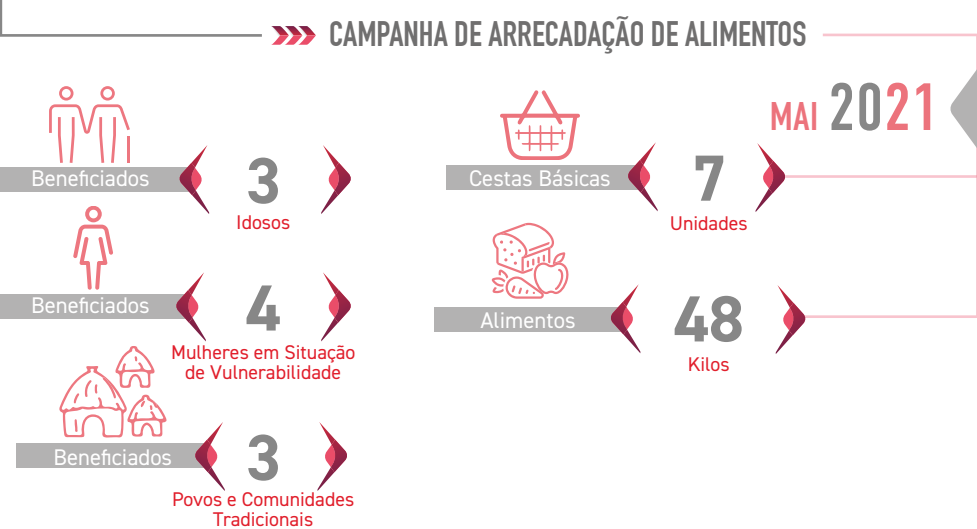 CAMPANHA DE ARRECADAÇÃO DE ALIMENTOS
MAI 2021
Beneficiados
3
Idosos
Beneficiados
4
Mulheres em Situação
de Vulnerabilidade
Beneficiados
3
Povos e Comunidades
Tradicionais
Cestas Básicas
7
Unidades
Alimentos
48
Kilos